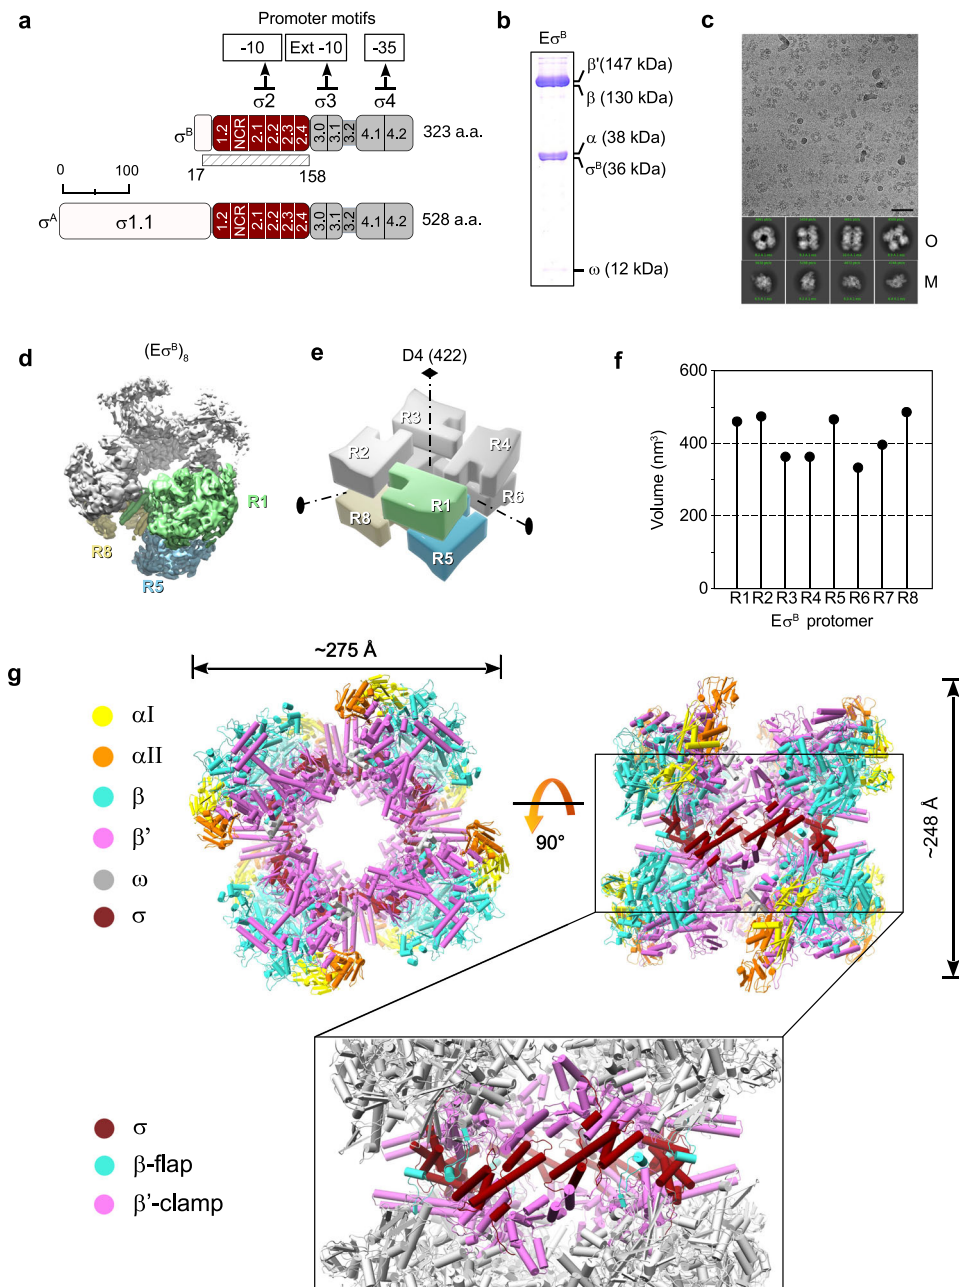 a
Promoter motifs
-10
Ext -10
-35
σ2
σ3
σ4
σB
1.2
NCR
2.1
2.2
2.3
2.4
3.0
3.1
3.2
4.1
4.2
323 a.a.
17
158
0
100
σA
σ1.1
1.2
NCR
2.1
2.2
2.3
2.4
3.0
3.1
3.2
4.1
4.2
528 a.a.
b
EσB
β'(147 kDa)
β (130 kDa)
α (38 kDa)
σB(36 kDa)
ω (12 kDa)
c
O
M
d
(EσB)8
R1
R8
R5
e
D4 (422)
R3
R2
R4
R6
R1
R8
R5
f
600
400
200
0
Volume (nm3)
R1 R2 R3 R4 R5 R6 R7 R8
EσB protomer
g
~275 Å
αI
αII
β
β'
ω
σ
90°
~248 Å
σ
β-flap
β'-clamp